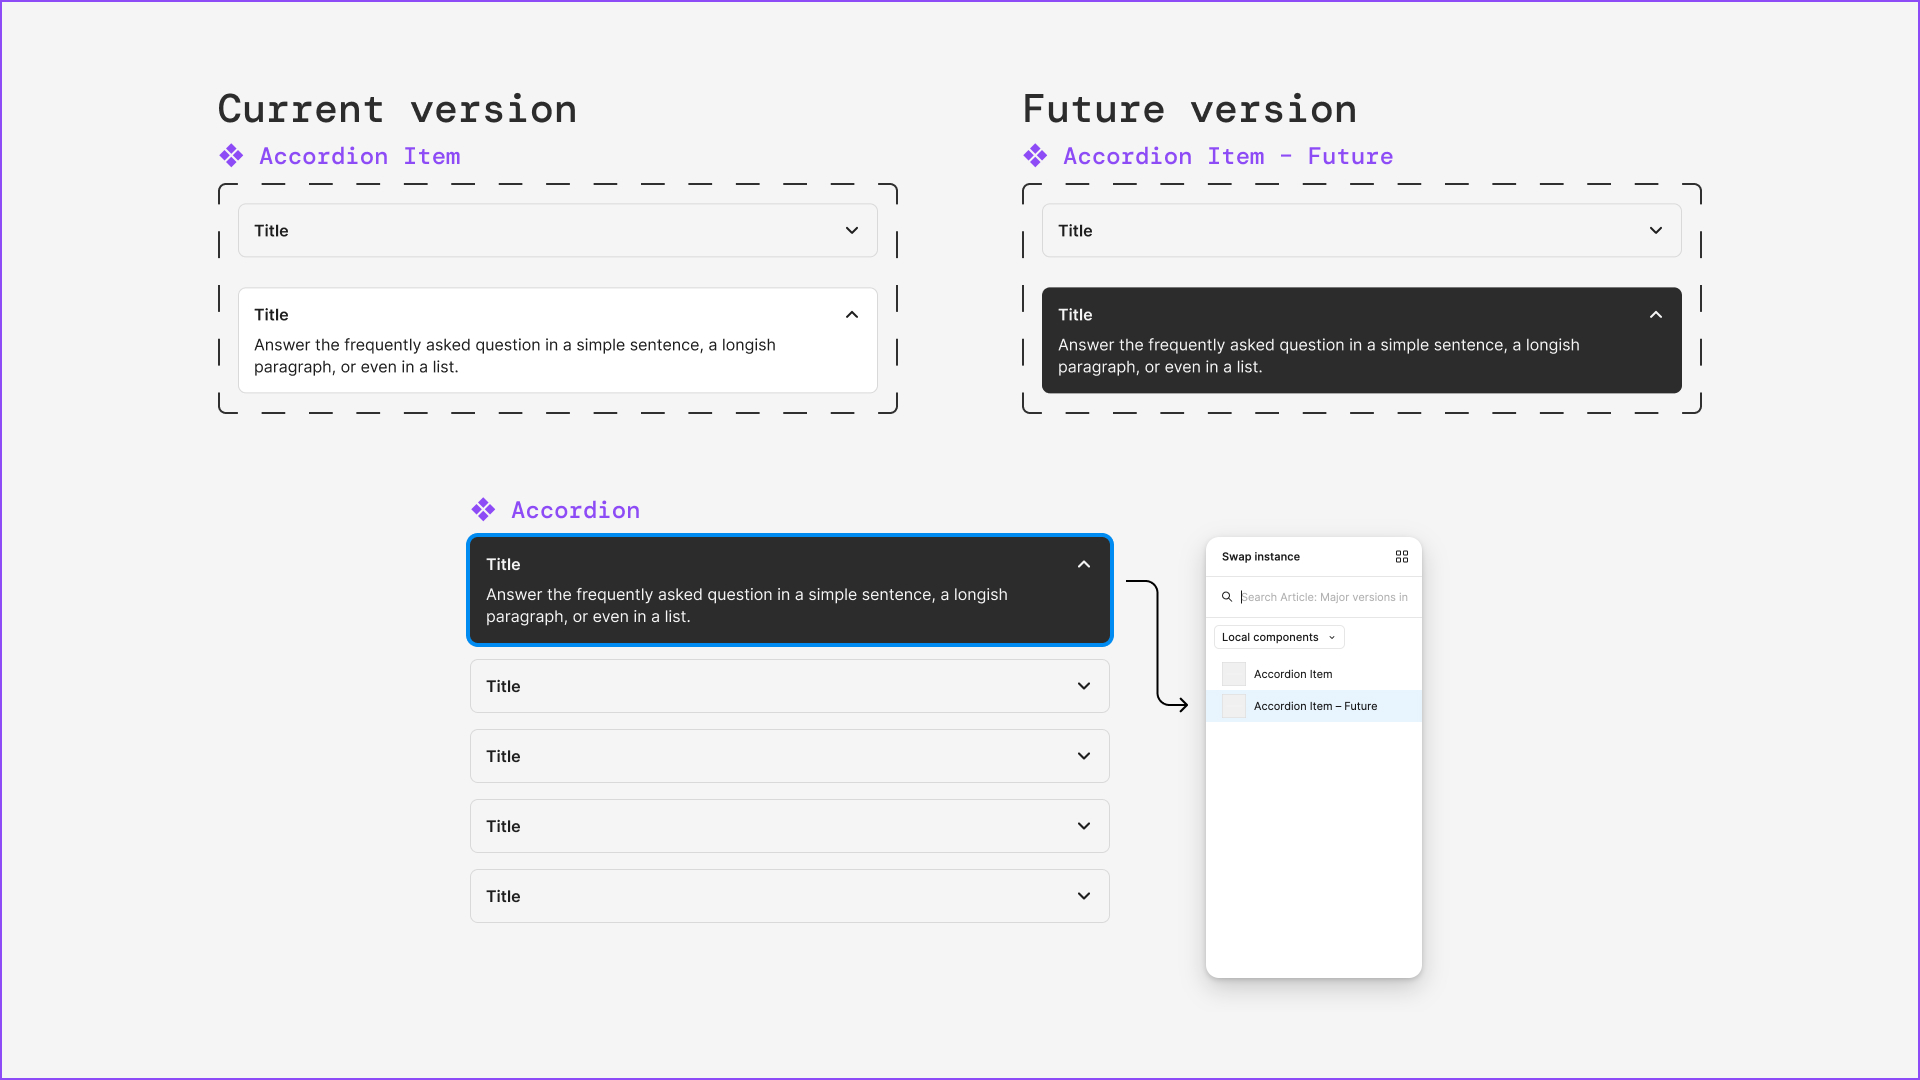 Current version
Accordion Item
Title
Title
Answer the frequently asked question in a simple sentence, a longish
paragraph, or even in a list.
Future version
Accordion Item – Future
Title
Title
Answer the frequently asked question in a simple sentence, a longish
paragraph, or even in a list.
Accordion
Title
Answer the frequently asked question in a simple sentence, a longish
paragraph, or even in a list.
Title
Title
Title
Title
Swap instance
Search Article: Major versions in
Local components
Accordion Item
Accordion Item – Future